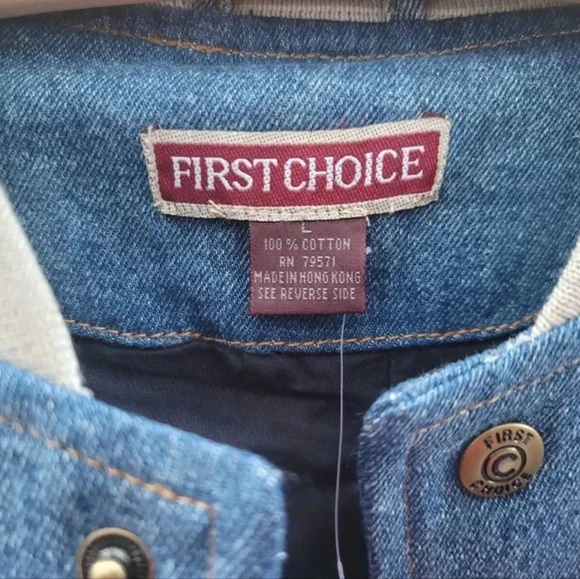 FIRST CHOICE
L
100 % COTTON
RN 79571
MADE IN HONG KONG
SEE REVERSE SIDE
FIRST
C
CHOICE